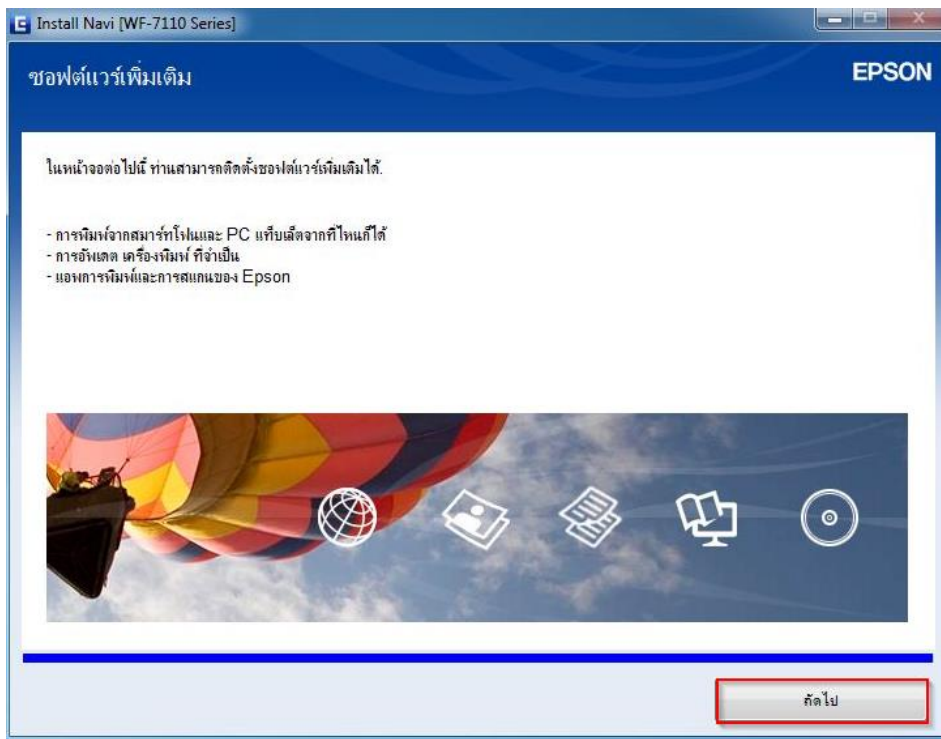 Install Navi [WF-7110 Series]
ซอฟต์แวร์เพิ่มเติม
EPSON
ในหน้าจอต่อไปนี้ ท่านสามารถติดตั้งซอฟต์แวร์เพิ่มเติมได้.
- การพิมพ์จากสมาร์ทโฟนและ PC แท็บเล็ตจากที่ไหนก็ได้
- การอัพเดต เครื่องพิมพ์ ที่จำเป็น
- แอพการพิมพ์และการสแกนของ Epson
ถัดไป